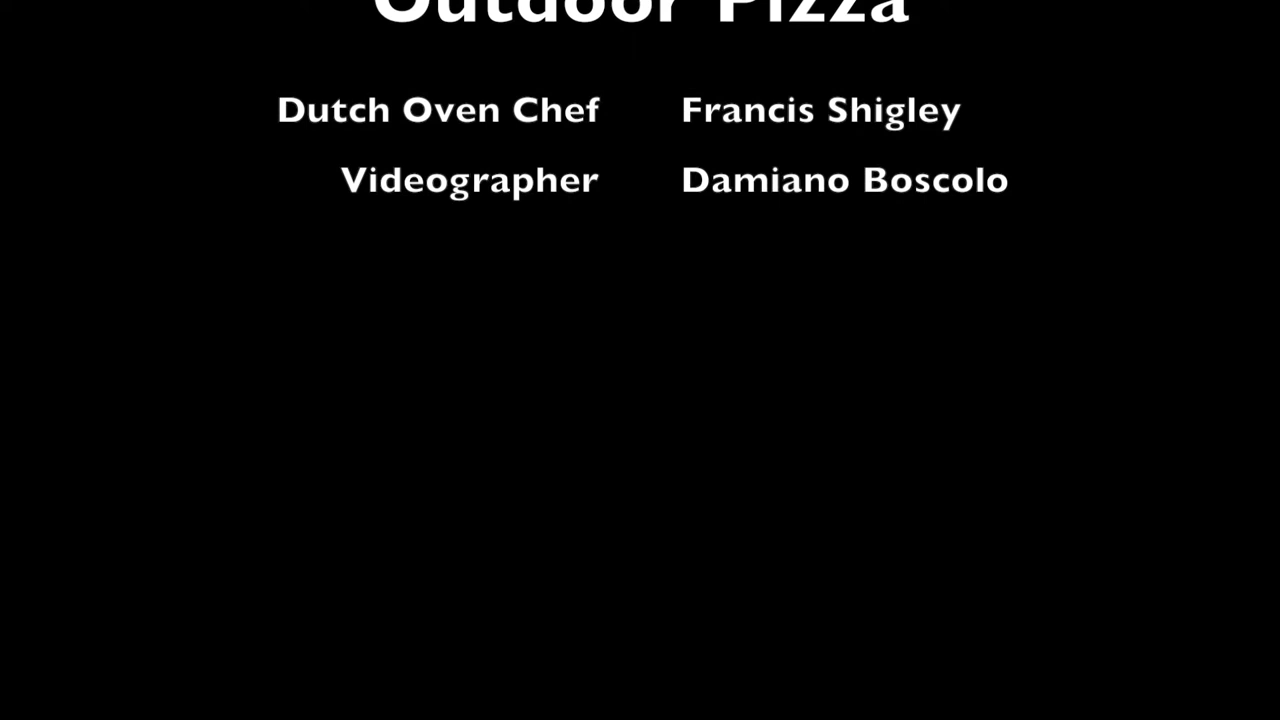 Outdoor Pizza
Dutch Oven Chef Francis Shigley
Videographer Damiano Boscolo